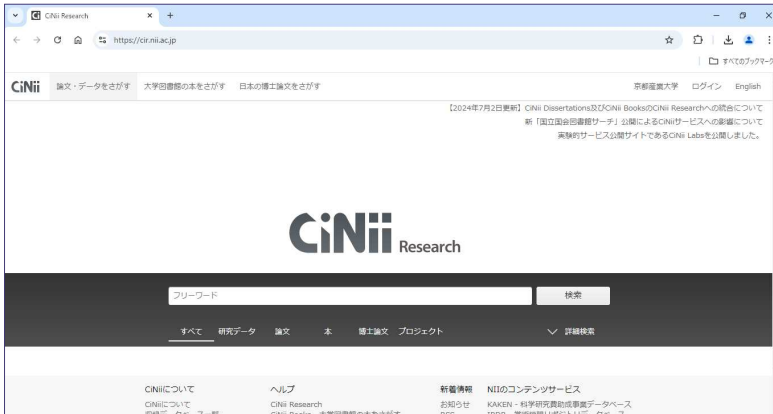 CiNii Research
https://cir.nii.ac.jp
すべてのブックマーク
CiNii 論文・データをさがす 大学図書館の本をさがす 日本の博士論文をさがす 京都産業大学 ログイン English
【2024年7月2日更新】CiNii Dissertations及びCiNii BooksのCiNii Researchへの統合について
新「国立国会図書館サーチ」公開によるCiNiiサービスへの影響について
実験的サービス公開サイトであるCiNii Labsを公開しました。
CiNii Research
フリーワード 検索
すべて 研究データ 論文 本 博士論文 プロジェクト 詳細検索
CiNiiについて ヘルプ 新着情報 NIIのコンテンツサービス
CiNiiについて CiNii Research お知らせ KAKEN - 科学研究費助成事業データベース